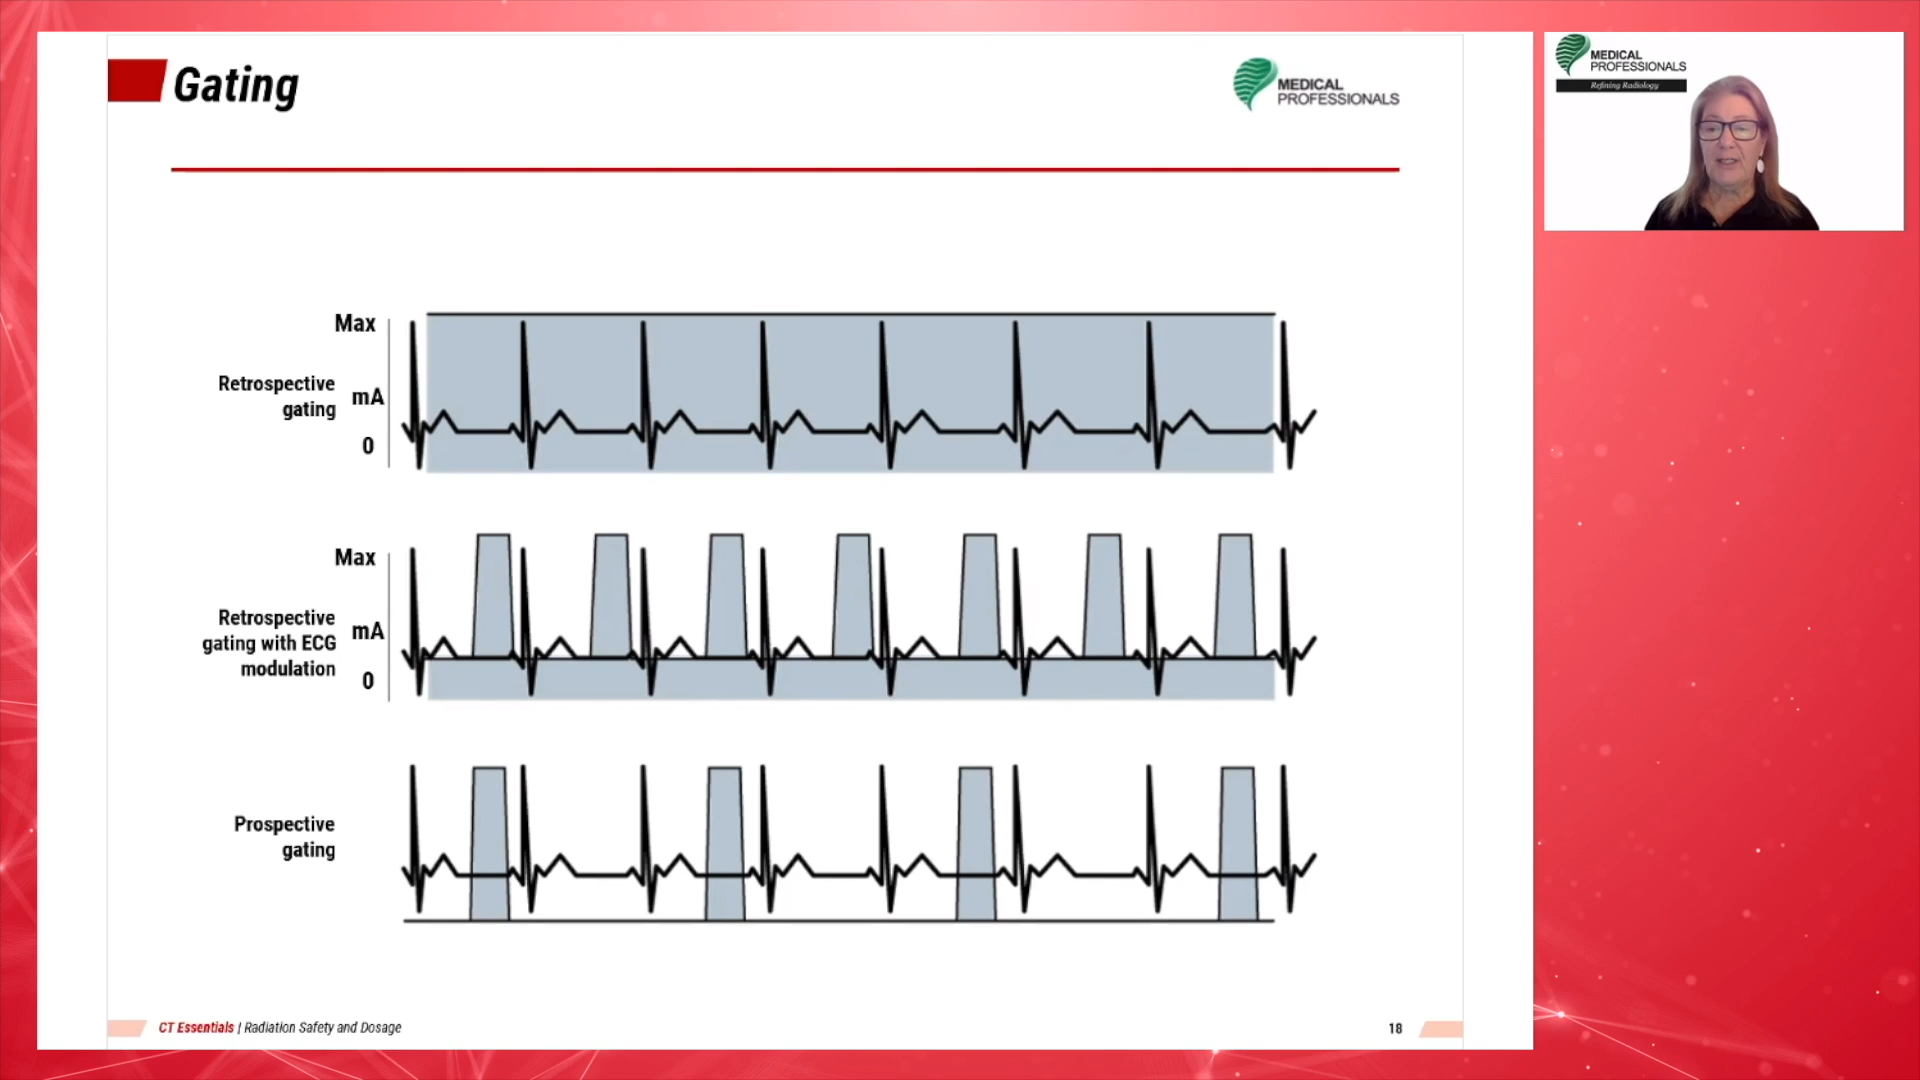 Gating
MEDICAL
PROFESSIONALS
MEDICAL
PROFESSIONALS
Refining Radiology
Max
Retrospective
gating
mA
0
Max
Retrospective
gating with ECG
modulation
mA
0
Prospective
gating
CT Essentials | Radiation Safety and Dosage
18